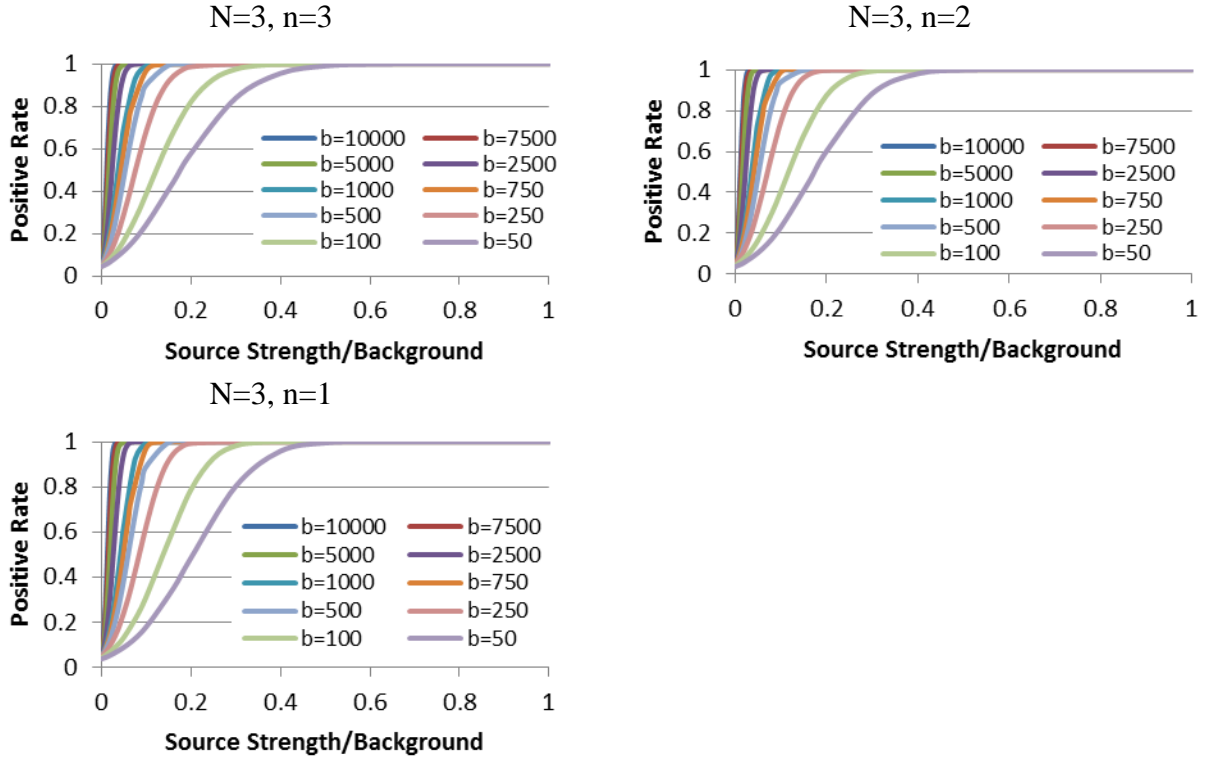 N=3, n=3
Positive Rate
1
0.8
0.6
0.4
0.2
0
b=10000 b=7500
b=5000 b=2500
b=1000 b=750
b=500 b=250
b=100 b=50
0 0.2 0.4 0.6 0.8 1
Source Strength/Background
N=3, n=2
Positive Rate
1
0.8
0.6
0.4
0.2
0
b=10000 b=7500
b=5000 b=2500
b=1000 b=750
b=500 b=250
b=100 b=50
0 0.2 0.4 0.6 0.8 1
Source Strength/Background
N=3, n=1
Positive Rate
1
0.8
0.6
0.4
0.2
0
b=10000 b=7500
b=5000 b=2500
b=1000 b=750
b=500 b=250
b=100 b=50
0 0.2 0.4 0.6 0.8 1
Source Strength/Background